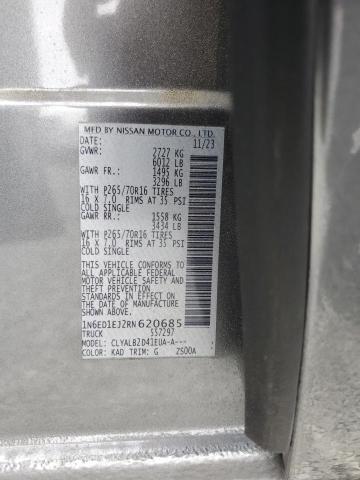 MFD BY NISSAN MOTOR CO., LTD.
DATE: 11/23
GVWR: 2727 KG
6012 LB
GAWR FR.: 1495 KG
3296 LB
WITH P265/70R16 TIRES
16 X 7.0 RIMS AT 35 PSI
COLD SINGLE
GAWR RR.: 1558 KG
3434 LB
WITH P265/70R16 TIRES
16 X 7.0 RIMS AT 35 PSI
COLD SINGLE
THIS VEHICLE CONFORMS TO ALL
APPLICABLE FEDERAL MOTOR
VEHICLE SAFETY AND THEFT
PREVENTION STANDARDS IN
EFFECT ON THE DATE OF
MANUFACTURE SHOWN ABOVE.
1N6ED1EJ2RN620685
TRUCK 557297
MODEL: CLYALBZD41EUA-A---
COLOR: KAD TRIM: G ZS00A